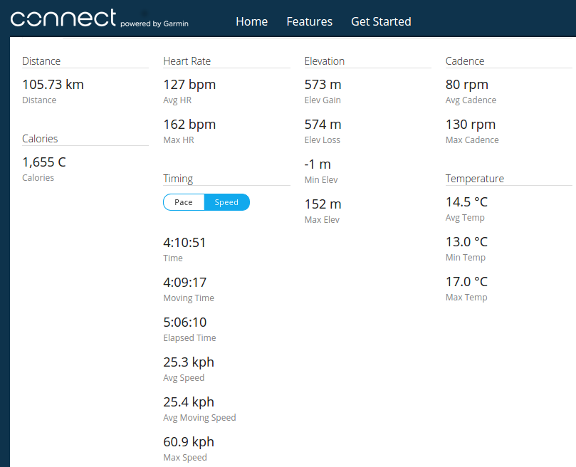 connect powered by Garmin
Home Features Get Started
Distance
105.73 km
Distance
Calories
1,655 C
Calories
Heart Rate
127 bpm
Avg HR
162 bpm
Max HR
Timing
Pace Speed
4:10:51
Time
4:09:17
Moving Time
5:06:10
Elapsed Time
25.3 kph
Avg Speed
25.4 kph
Avg Moving Speed
60.9 kph
Max Speed
Elevation
573 m
Elev Gain
574 m
Elev Loss
-1 m
Min Elev
152 m
Max Elev
Cadence
80 rpm
Avg Cadence
130 rpm
Max Cadence
Temperature
14.5 °C
Avg Temp
13.0 °C
Min Temp
17.0 °C
Max Temp